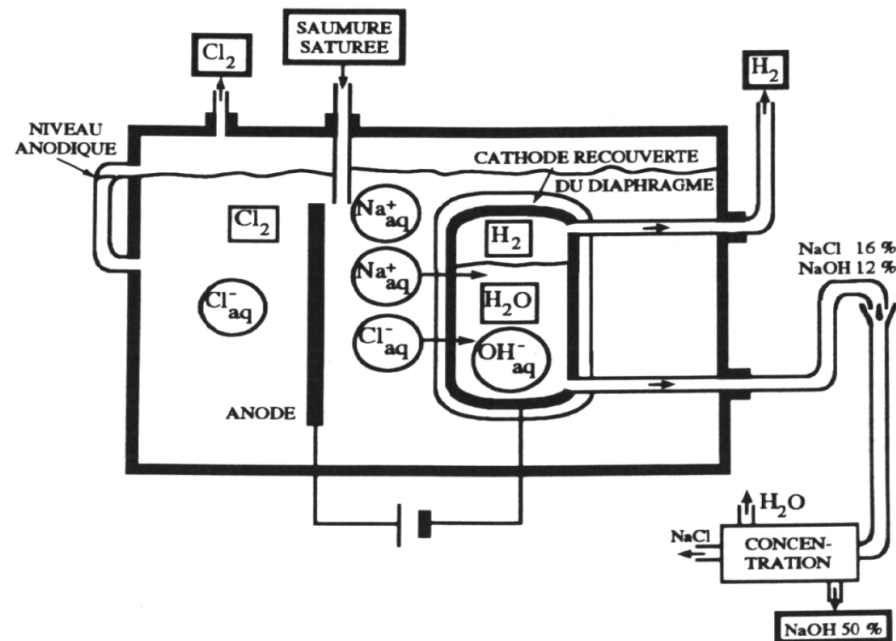 Cl2
SAUMURE
SATUREE
H2
NIVEAU
ANODIQUE
CATHODE RECOUVERTE
DU DIAPHRAGME
Cl2
Na+aq
H2
NaCl 16 %
NaOH 12 %
Na+aq
H2O
Cl-aq
Cl-aq
OH-aq
ANODE
H2O
NaCl
CONCEN-
TRATION
NaOH 50 %